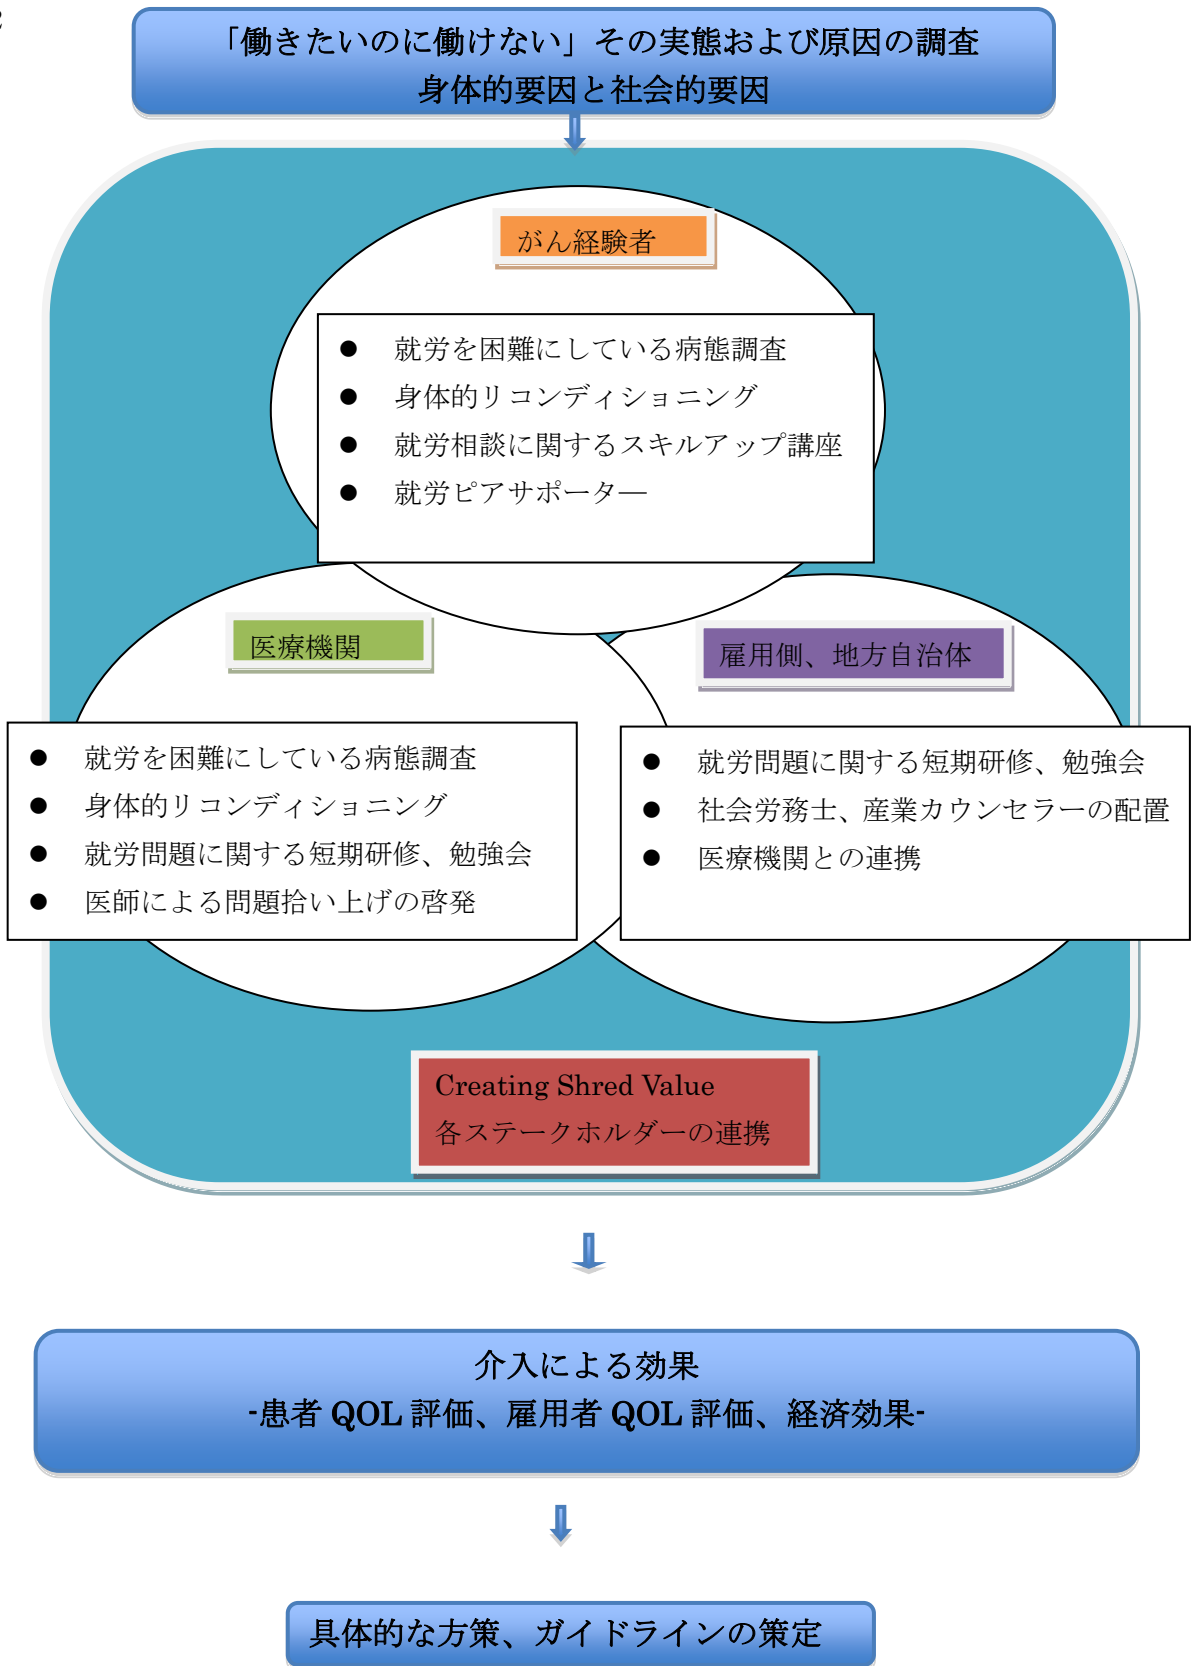 「働きたいのに働けない」その実態および原因の調査
身体的要因と社会的要因
がん経験者
● 就労を困難にしている病態調査
● 身体的リコンディショニング
● 就労相談に関するスキルアップ講座
● 就労ピアサポーター
医療機関
● 就労を困難にしている病態調査
● 身体的リコンディショニング
● 就労問題に関する短期研修、勉強会
● 医師による問題拾い上げの啓発
雇用側、地方自治体
● 就労問題に関する短期研修、勉強会
● 社会労務士、産業カウンセラーの配置
● 医療機関との連携
Creating Shred Value
各ステークホルダーの連携
介入による効果
-患者 QOL 評価、雇用者 QOL 評価、経済効果-
具体的な方策、ガイドラインの策定